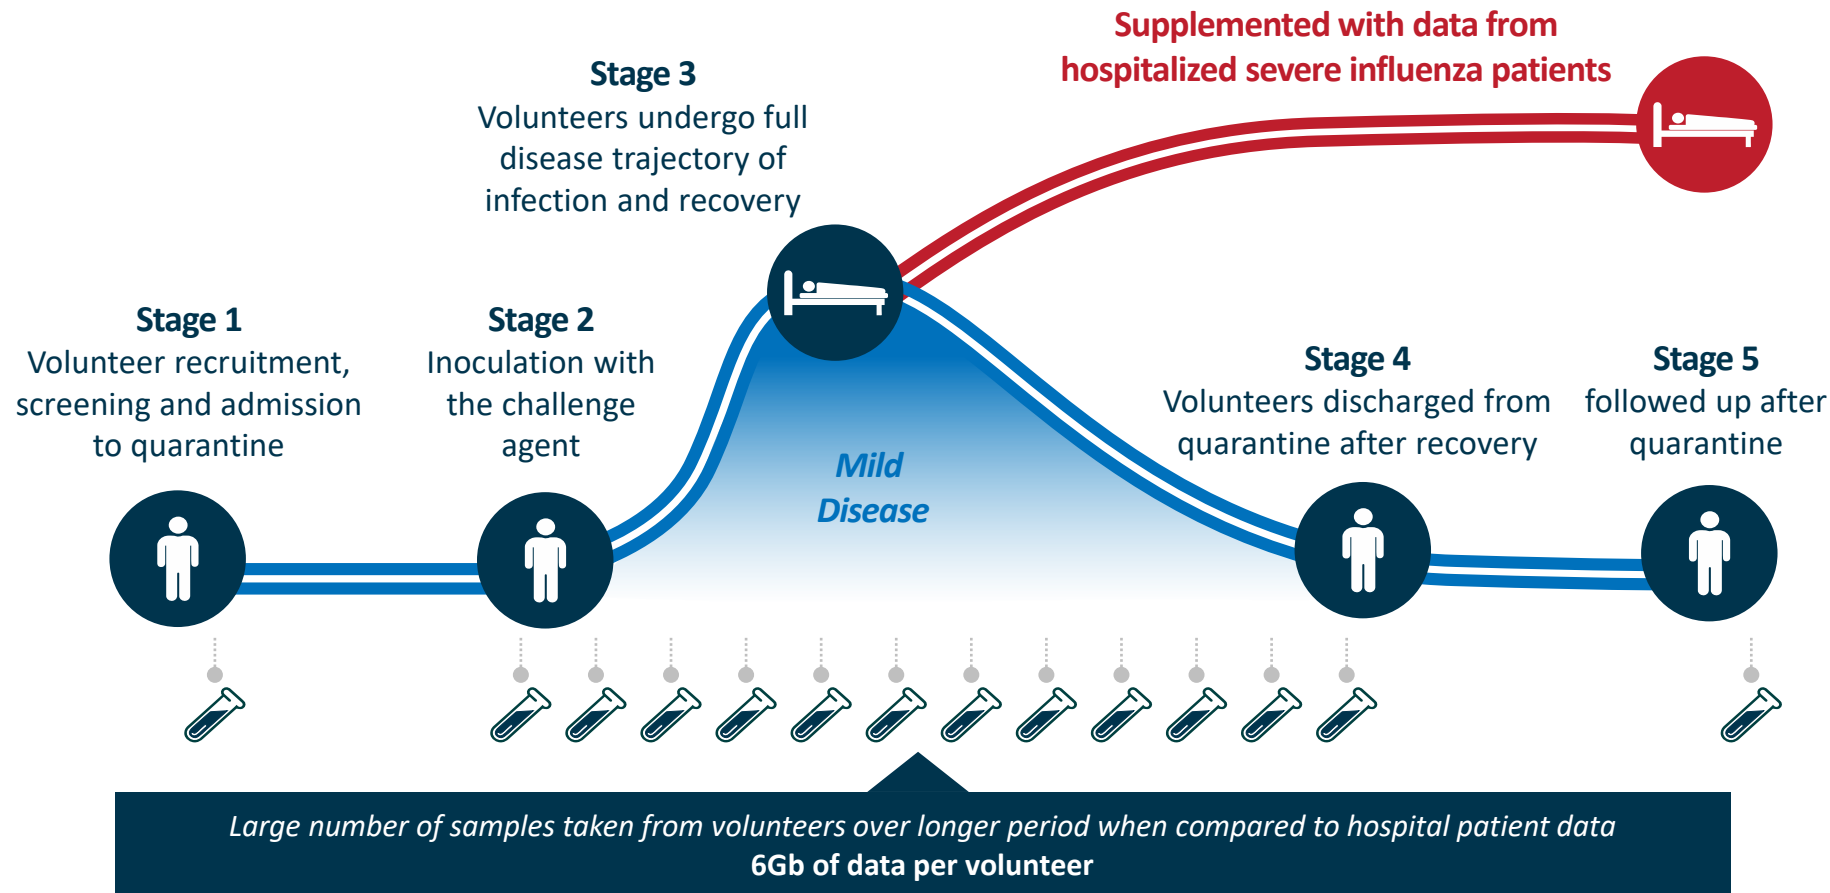 Supplemented with data from
hospitalized severe influenza patients
Stage 3
Volunteers undergo full
disease trajectory of
infection and recovery
Stage 1
Volunteer recruitment,
screening and admission
to quarantine
Stage 2
Inoculation with
the challenge
agent
Mild
Disease
Stage 4
Volunteers discharged from
quarantine after recovery
Stage 5
followed up after
quarantine
Large number of samples taken from volunteers over longer period when compared to hospital patient data
6Gb of data per volunteer